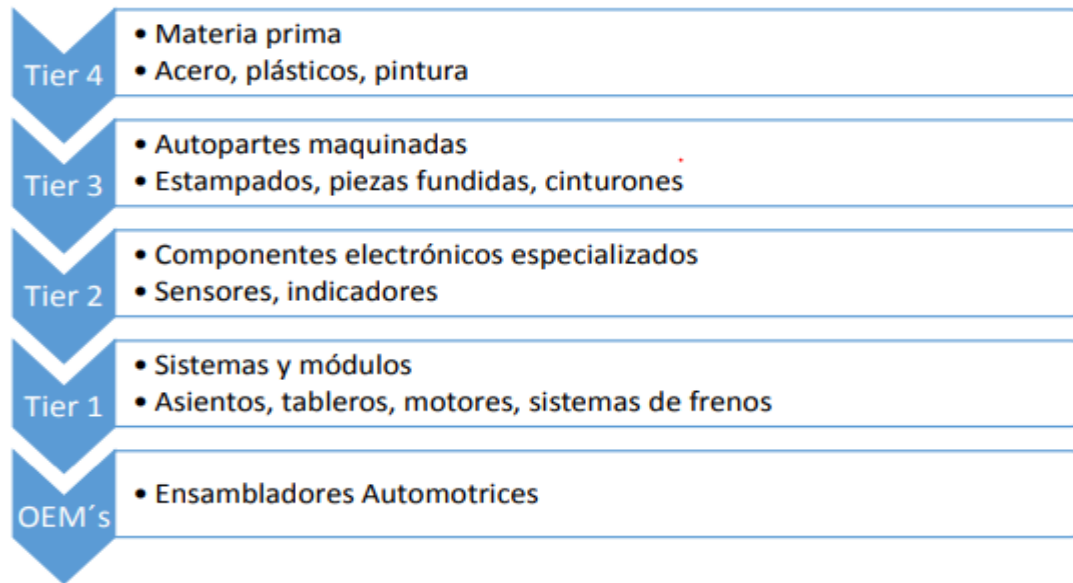 Tier 4
• Materia prima
• Acero, plásticos, pintura
Tier 3
• Autopartes maquinadas
• Estampados, piezas fundidas, cinturones
Tier 2
• Componentes electrónicos especializados
• Sensores, indicadores
Tier 1
• Sistemas y módulos
• Asientos, tableros, motores, sistemas de frenos
OEM´s
• Ensambladores Automotrices